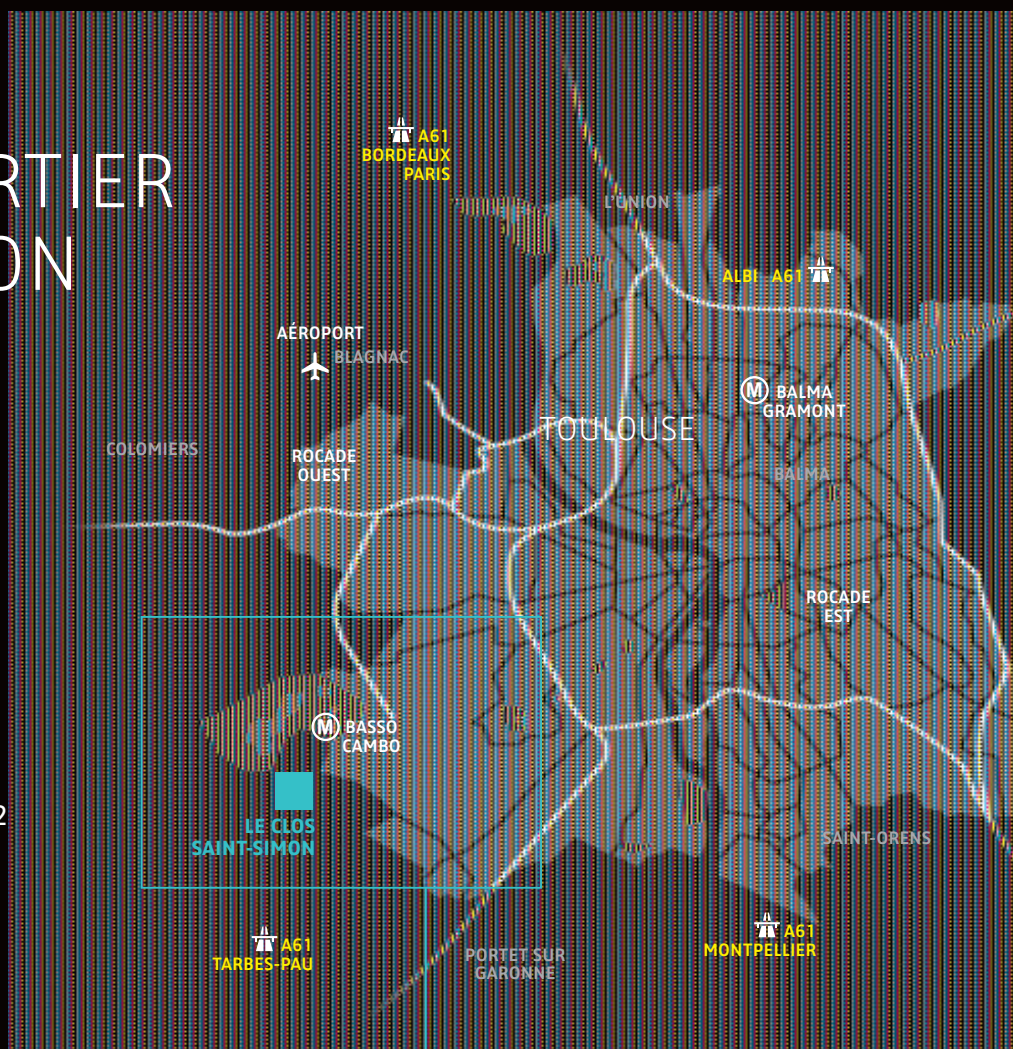 RTIER
ON
A61
BORDEAUX
PARIS
L'UNION
ALBI A61
AÉROPORT
BLAGNAC
M BALMA
GRAMONT
TOULOUSE
COLOMIERS
ROCADE
OUEST
BALMA
ROCADE
EST
M BASSO
CAMBO
2
LE CLOS
SAINT-SIMON
SAINT-ORENS
A61
TARBES-PAU
PORTET SUR
GARONNE
A61
MONTPELLIER